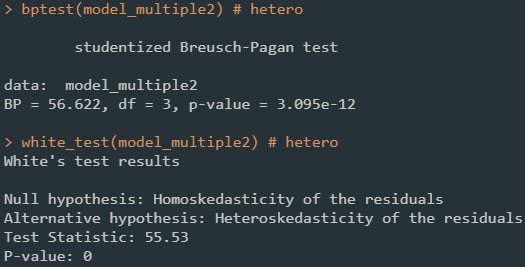 > bptest(model_multiple2) # hetero
studentized Breusch-Pagan test
data:  model_multiple2
BP = 56.622, df = 3, p-value = 3.095e-12
> white_test(model_multiple2) # hetero
White's test results
Null hypothesis: Homoskedasticity of the residuals
Alternative hypothesis: Heteroskedasticity of the residuals
Test Statistic: 55.53
P-value: 0